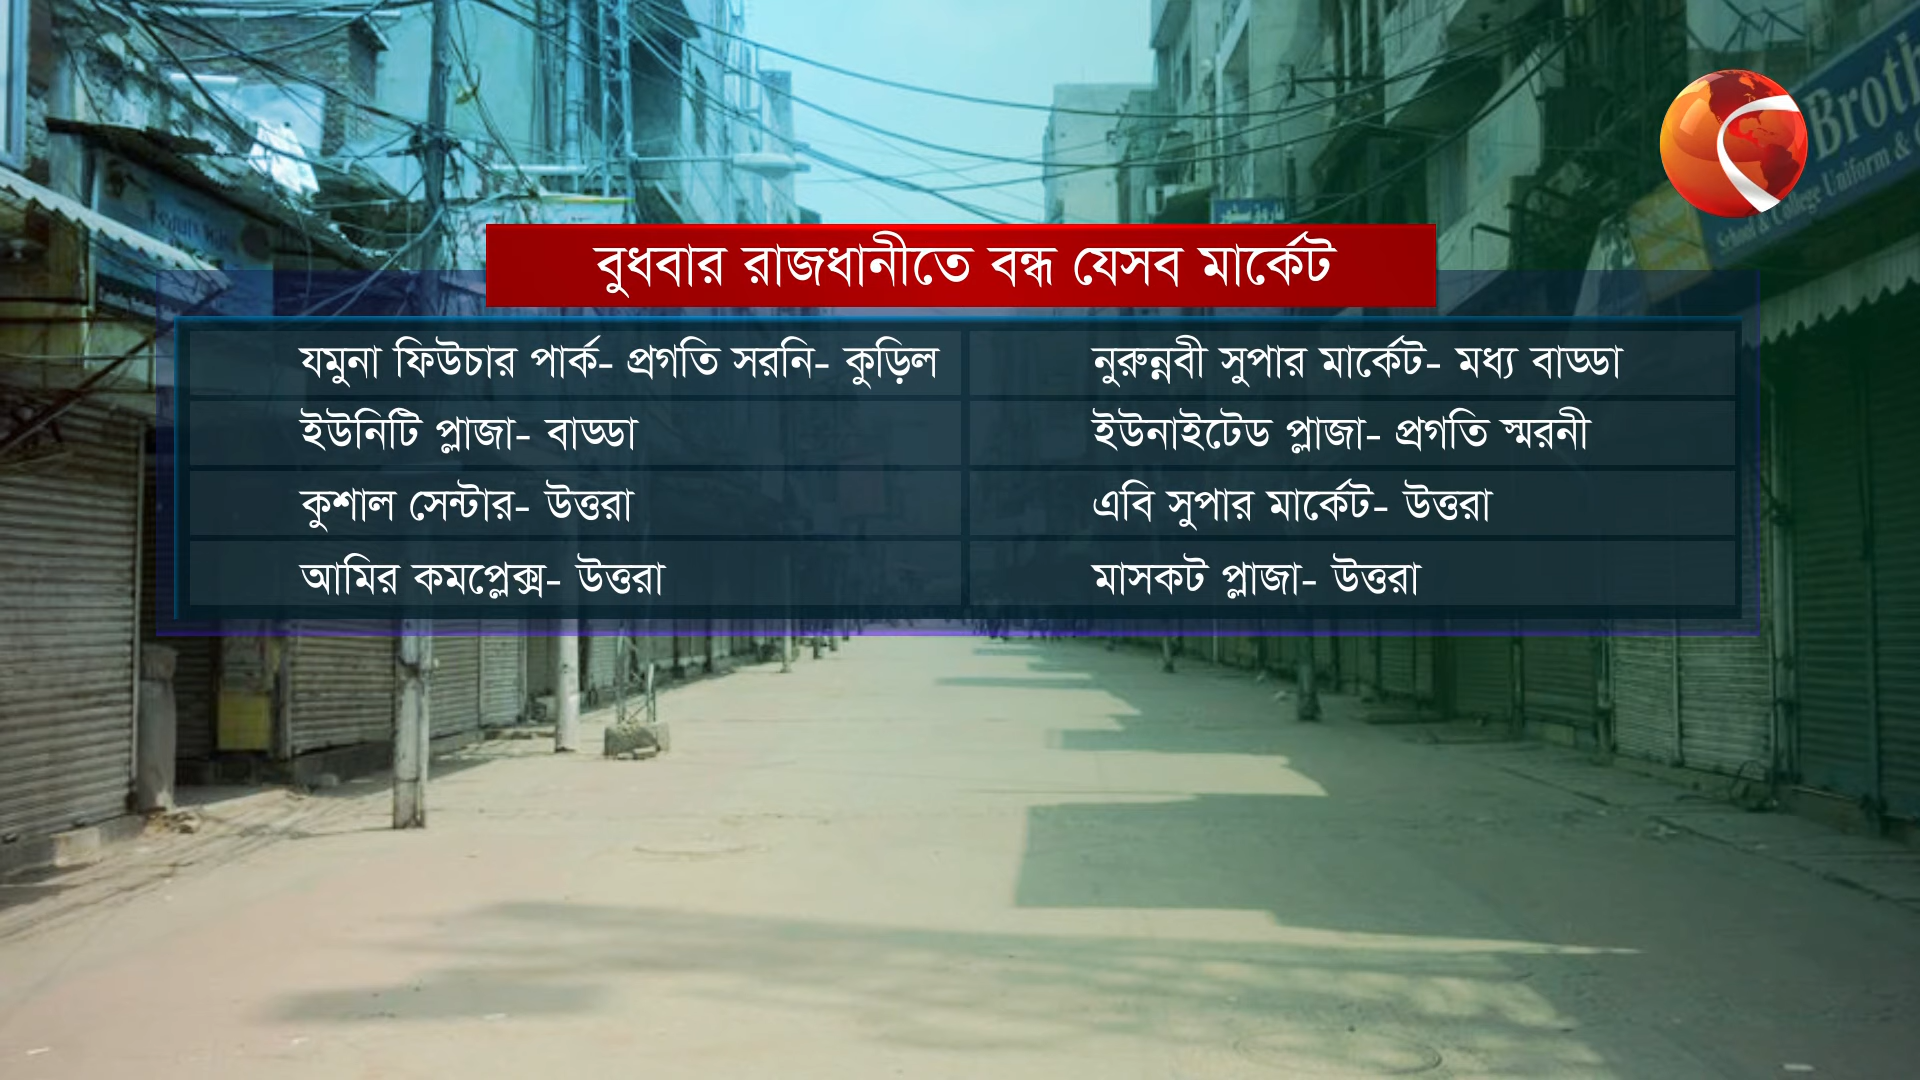 বুধবার রাজধানীতে বন্ধ যেসব মার্কেট
যমুনা ফিউচার পার্ক- প্রগতি সরনি- কুড়িল
নুরুন্নবী সুপার মার্কেট- মধ্য বাড্ডা
ইউনিটি প্লাজা- বাড্ডা
ইউনাইটেড প্লাজা- প্রগতি স্মরনী
কুশাল সেন্টার- উত্তরা
এবি সুপার মার্কেট- উত্তরা
আমির কমপ্লেক্স- উত্তরা
মাসকট প্লাজা- উত্তরা
Broth
School & College Uniform &